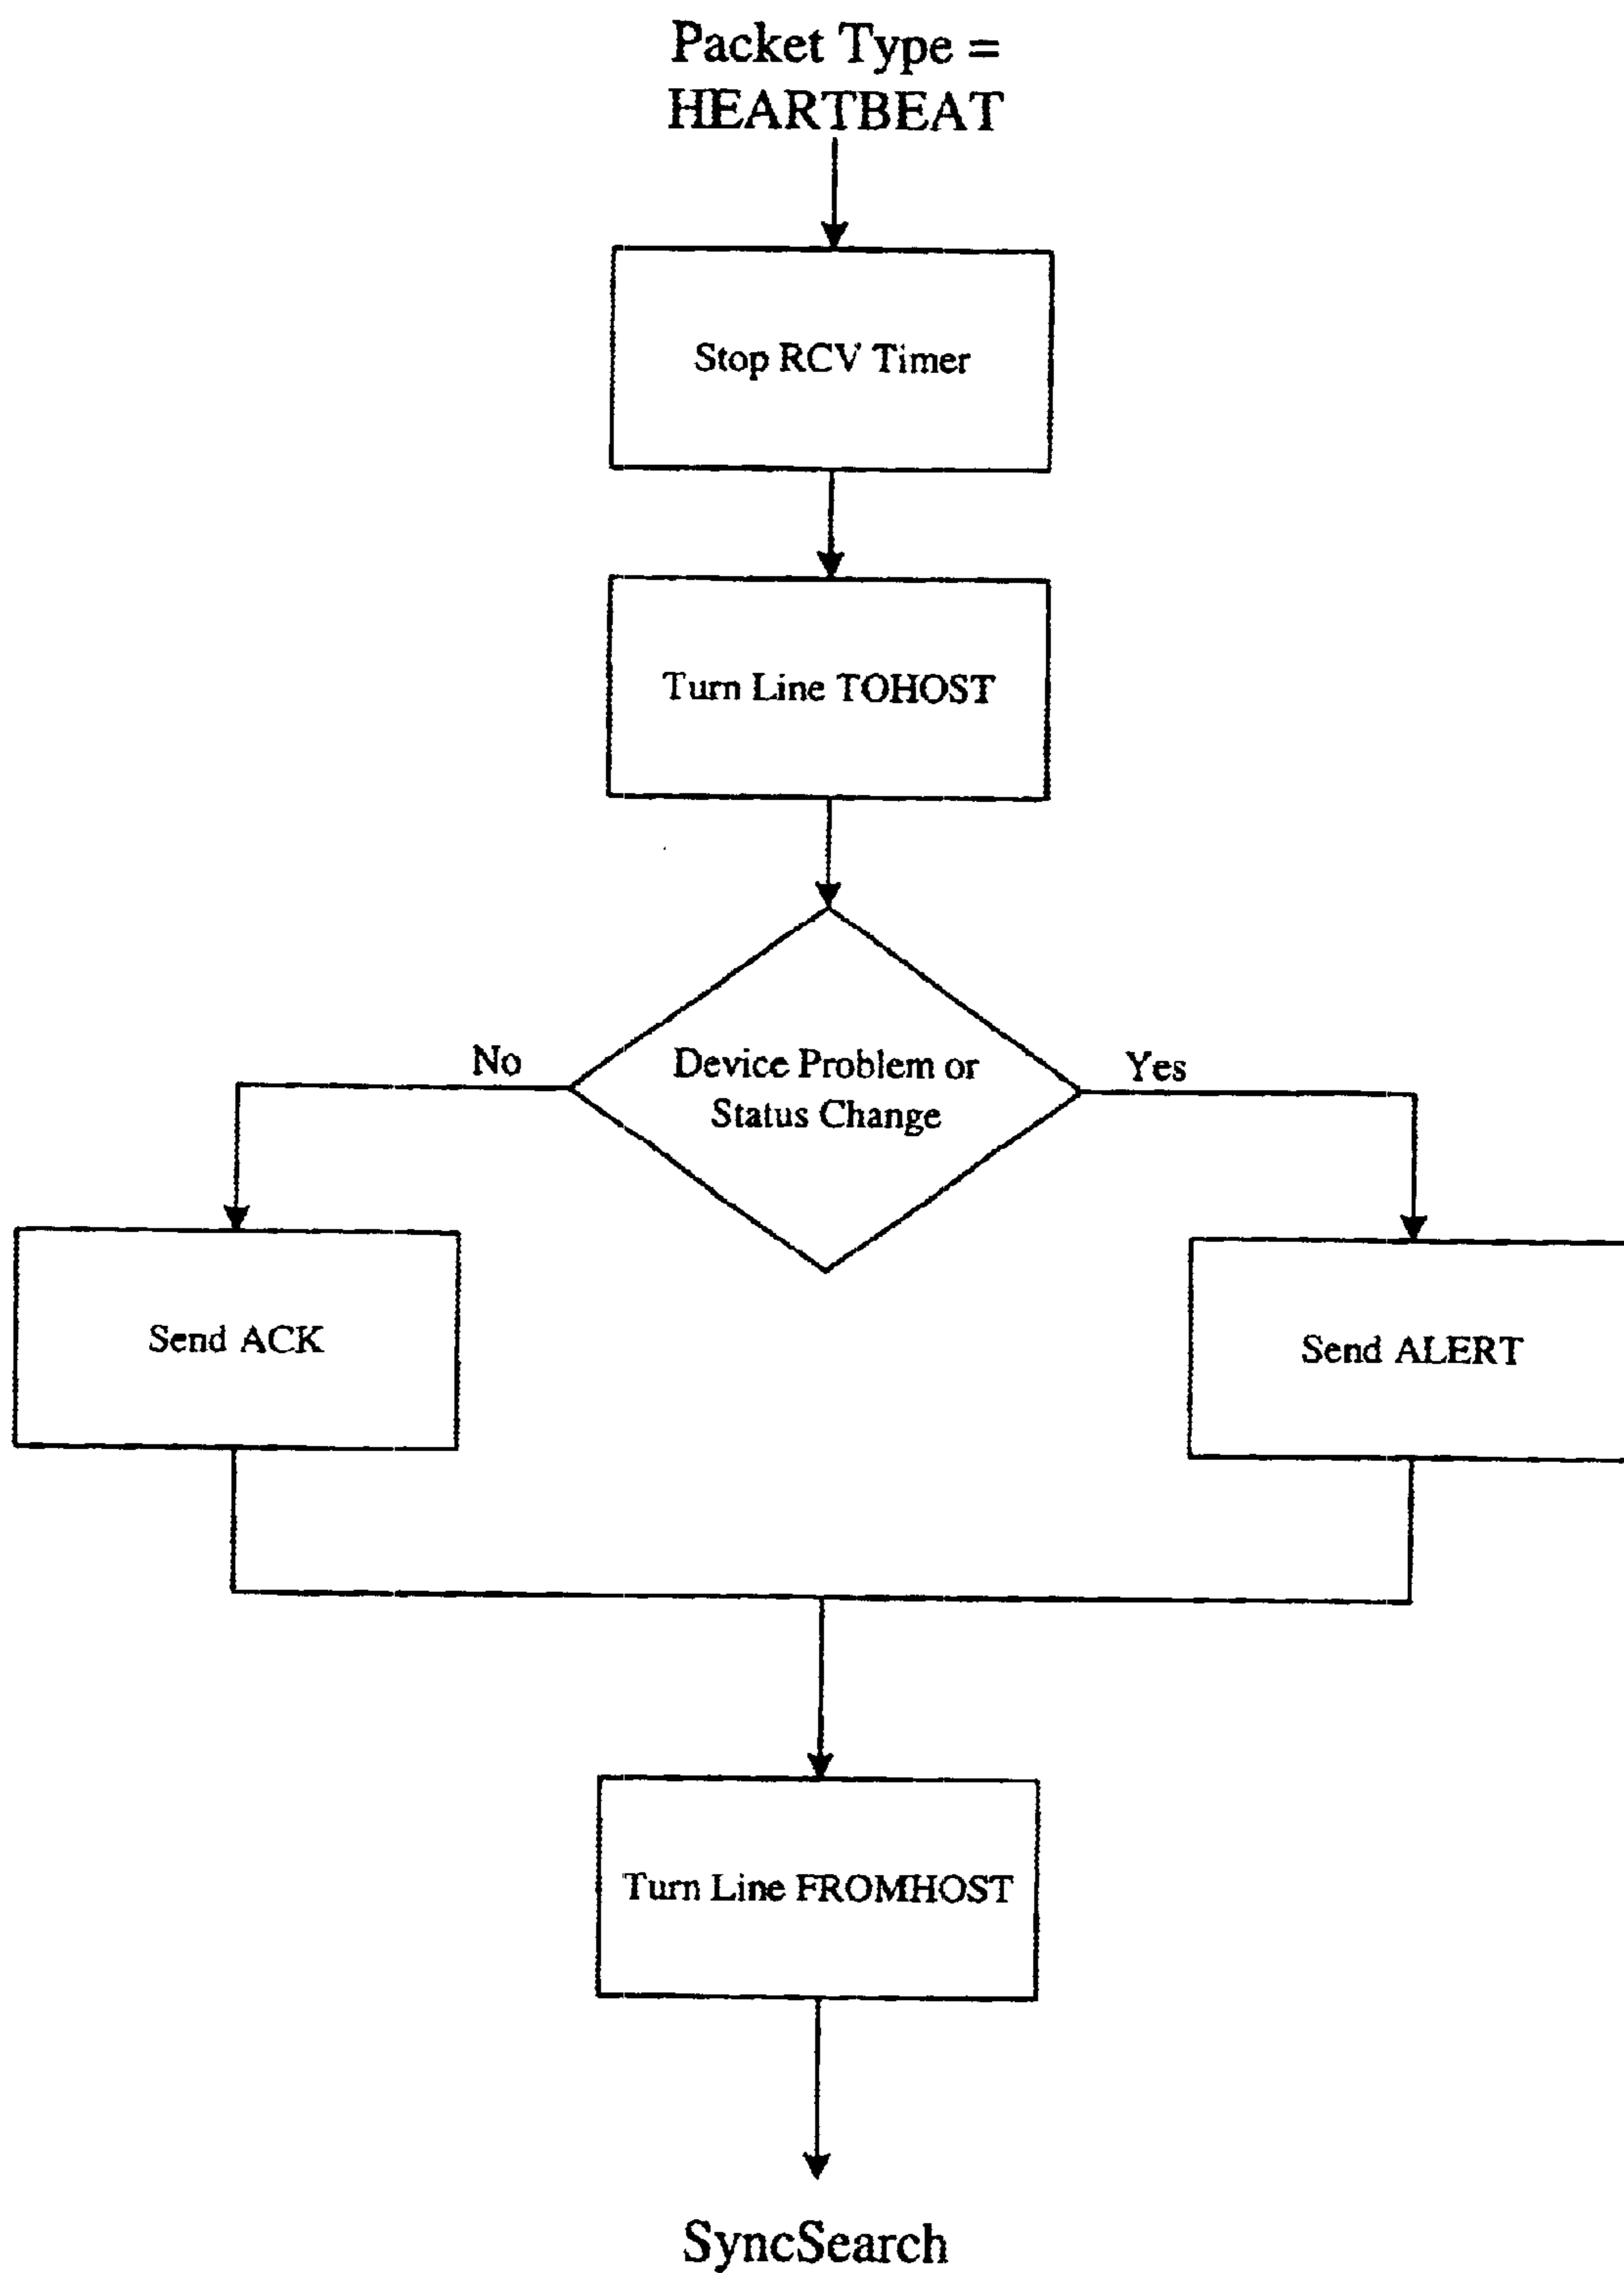 Packet Type =
HEARTBEAT
Stop RCV Timer
Turn Line TOHOST
Device Problem or
Status Change
No
Yes
Send ACK
Send ALERT
Turn Line FROMHOST
SyncSearch